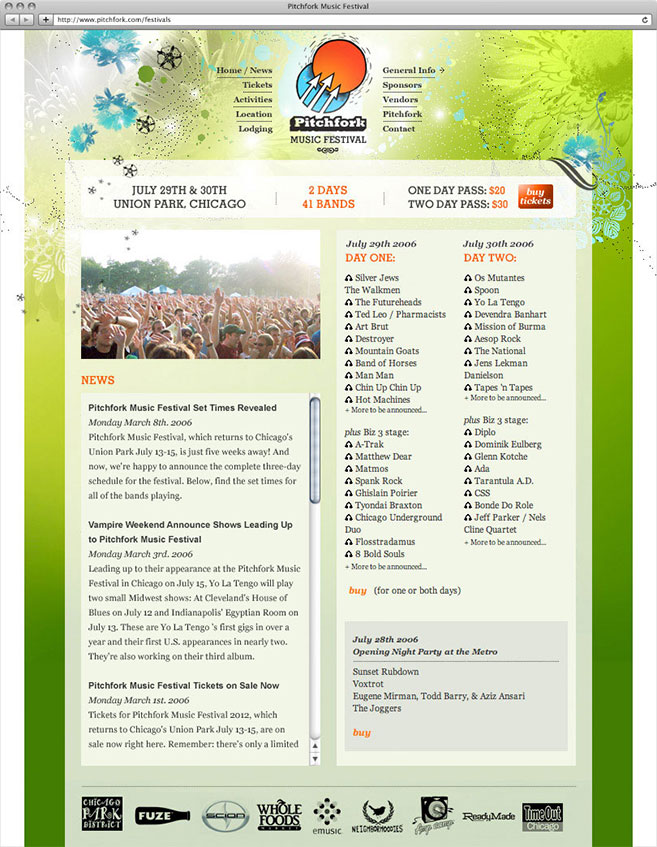 Pitchfork Music Festival
http://www.pitchfork.com/festivals
Home / News
Tickets
Activities
Location
Lodging
Pitchfork
MUSIC FESTIVAL
General Info
Sponsors
Vendors
Pitchfork
Contact
JULY 29TH & 30TH
UNION PARK, CHICAGO
2 DAYS
41 BANDS
ONE DAY PASS: $20
TWO DAY PASS: $30
buy
tickets
NEWS
Pitchfork Music Festival Set Times Revealed
Monday March 8th. 2006
Pitchfork Music Festival, which returns to Chicago's
Union Park July 13-15, is just five weeks away! And
now, we're happy to announce the complete three-day
schedule for the festival. Below, find the set times for
all of the bands playing.
Vampire Weekend Announce Shows Leading Up
to Pitchfork Music Festival
Monday March 3rd. 2006
Leading up to their appearance at the Pitchfork Music
Festival in Chicago on July 15, Yo La Tengo will play
two small Midwest shows: At Cleveland's House of
Blues on July 12 and Indianapolis' Egyptian Room on
July 13. These are Yo La Tengo 's first gigs in over a
year and their first U.S. appearances in nearly two.
They're also working on their third album.
Pitchfork Music Festival Tickets on Sale Now
Monday March 1st. 2006
Tickets for Pitchfork Music Festival 2012, which
returns to Chicago's Union Park July 13-15, are on
sale now right here. Remember: there's only a limited
July 29th 2006
DAY ONE:
Silver Jews
The Walkmen
The Futureheads
Ted Leo / Pharmacists
Art Brut
Destroyer
Mountain Goats
Band of Horses
Man Man
Chin Up Chin Up
Hot Machines
+ More to be announced...
plus Biz 3 stage:
A-Trak
Matthew Dear
Matmos
Spank Rock
Ghislain Poirier
Tyondai Braxton
Chicago Underground
Duo
Flosstradamus
8 Bold Souls
+ More to be announced...
July 30th 2006
DAY TWO:
Os Mutantes
Spoon
Yo La Tengo
Devendra Banhart
Mission of Burma
Aesop Rock
The National
Jens Lekman
Danielson
Tapes 'n Tapes
+ More to be announced...
plus Biz 3 stage:
Diplo
Dominik Eulberg
Glenn Kotche
Ada
Tarantula A.D.
CSS
Bonde Do Role
Jeff Parker / Nels
Cline Quartet
+ More to be announced...
buy (for one or both days)
July 28th 2006
Opening Night Party at the Metro
Sunset Rubdown
Voxtrot
Eugene Mirman, Todd Barry, & Aziz Ansari
The Joggers
buy
CHICAGO
PARK
DISTRICT
FUZE
SCION
WHOLE
FOODS
MARKET
EMUSIC
NEIGHBORHOODIES
ReadyMade
TimeOut
Chicago